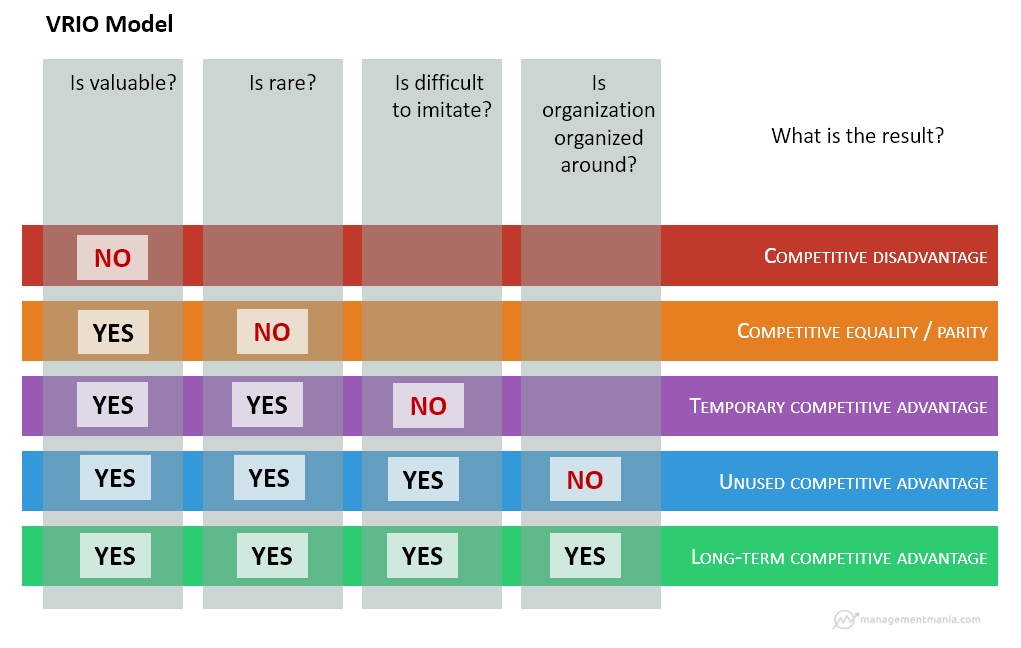 VRIO Model
Is valuable?
Is rare?
Is difficult
to imitate?
Is
organization
organized
around?
What is the result?
NO
COMPETITIVE DISADVANTAGE
YES
NO
COMPETITIVE EQUALITY / PARITY
YES
YES
NO
TEMPORARY COMPETITIVE ADVANTAGE
YES
YES
YES
NO
UNUSED COMPETITIVE ADVANTAGE
YES
YES
YES
YES
LONG-TERM COMPETITIVE ADVANTAGE
managementmania.com